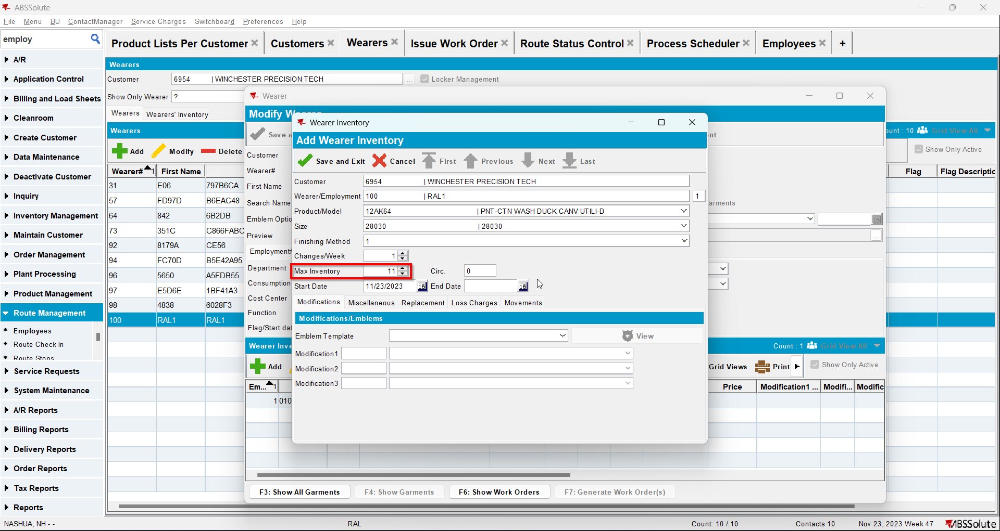 ABSSolute
File Menu BU ContactManager Service Charges Switchboard Preferences Help
employ
Product Lists Per Customer
Customers
Wearers
Issue Work Order
Route Status Control
Process Scheduler
Employees
+
A/R
Application Control
Billing and Load Sheets
Cleanroom
Create Customer
Data Maintenance
Deactivate Customer
Inquiry
Inventory Management
Maintain Customer
Order Management
Plant Processing
Product Management
Route Management
Employees
Route Check In
Route Stops
Service Requests
System Maintenance
A/R Reports
Billing Reports
Delivery Reports
Order Reports
Tax Reports
Reports
Wearers
Customer 6954 | WINCHESTER PRECISION TECH ... Locker Management
Show Only Wearer ?
Wearers Wearers' Inventory
Wearers
Add Modify Delete
Wearer# 1 First Name
31 E06 797B6CA
57 FD97D B6EAC48
64 842 6B2DB
73 351C C866FABC
92 8179A CE56
94 FC70D B5E42A95
96 5650 A5FDB55
97 E5D6E 1BF41A3
98 4838 6028F3
100 RAL1 RAL1
ount : 10 Grid View All
Show Only Active
Flag Flag Descriptic
Wearer
Modify Wearer
Save a
nt
Customer
Wearer#
First Name
Search Name
Emblem Optio
Preview
Employment#
Department
Consumption
Cost Center
Function
Flag/Start dat
arments
16
...
Wearer Inve
Count : 1 Grid View All
Add
Grid Views Print Show Only Active
Em... 1 Price Modification1 ... Modifi... Modific
1 010
F3: Show All Garments F4: Show Garments F6: Show Work Orders F7: Generate Work Order(s)
Wearer Inventory
Add Wearer Inventory
Save and Exit Cancel First Previous Next Last
Customer 6954 | WINCHESTER PRECISION TECH
Wearer/Employment 100 | RAL1 1
Product/Model 12AK64 | PNT-CTN WASH DUCK CANV UTILI-D
Size 28030 | 28030
Finishing Method 1
Changes/Week 1
Max Inventory 11 Circ. 0
Start Date 11/23/2023 16 End Date 16
Modifications Miscellaneous Replacement Loss Charges Movements
Modifications/Emblems
Emblem Template View
Modification1
Modification2
Modification3
NASHUA, NH - - RAL Count: 10 / 10 Contacts 10 Nov 23, 2023 Week 47 ABSSolute